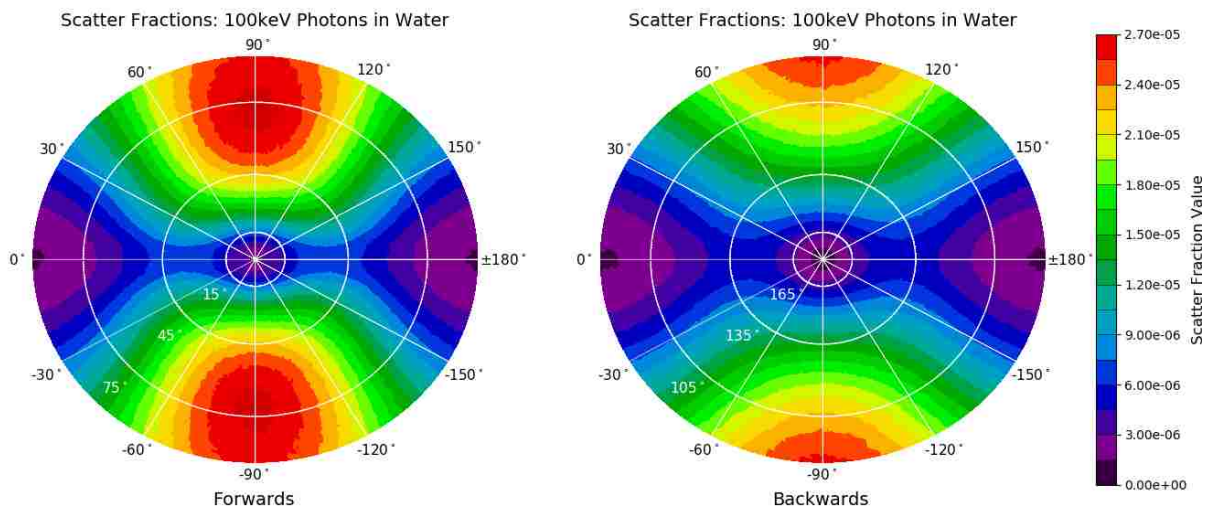 Scatter Fractions: 100keV Photons in Water
90°
60°
120°
30°
150°
0°
±180°
15°
45°
75°
-30°
-150°
-60°
-120°
-90°
Forwards
Scatter Fractions: 100keV Photons in Water
90°
60°
120°
30°
150°
0°
±180°
165°
135°
105°
-30°
-150°
-60°
-120°
-90°
Backwards
2.70e-05
2.40e-05
2.10e-05
1.80e-05
1.50e-05
1.20e-05
9.00e-06
6.00e-06
3.00e-06
0.00e+00
Scatter Fraction Value